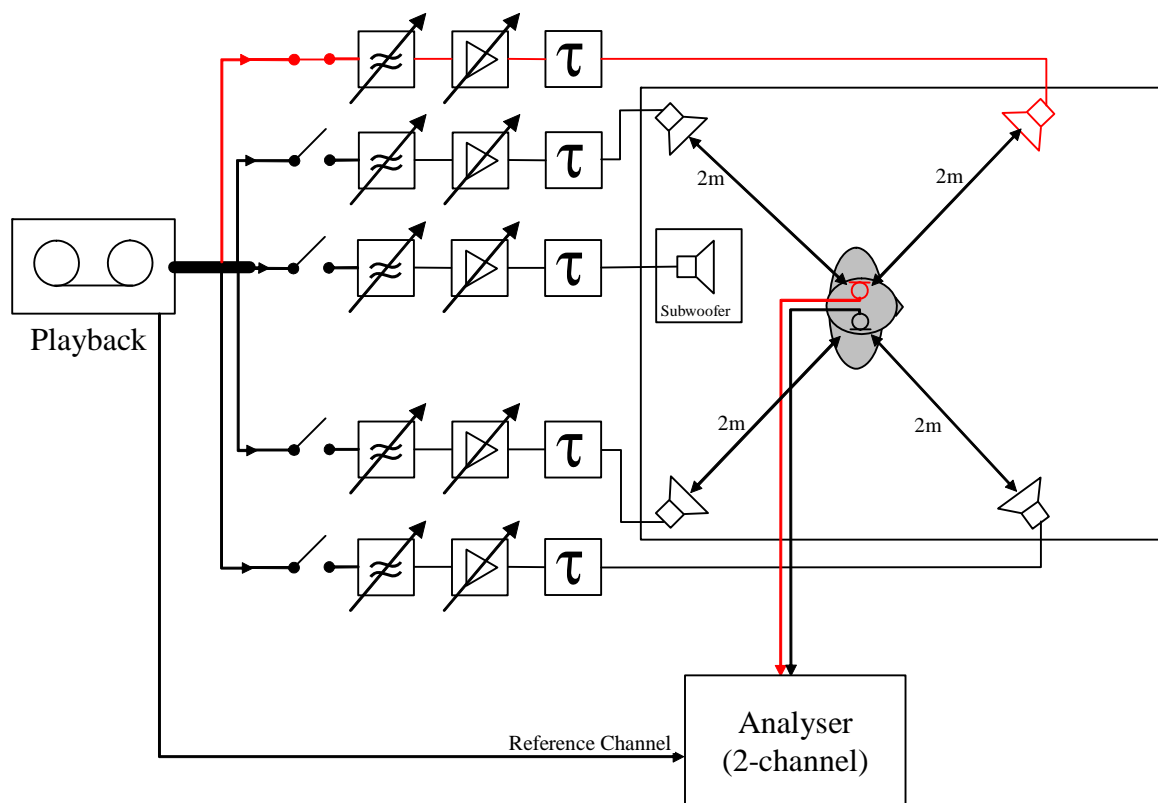 τ
τ
2m
2m
τ
Subwoofer
Playback
2m
2m
τ
τ
Analyser
(2-channel)
Reference Channel